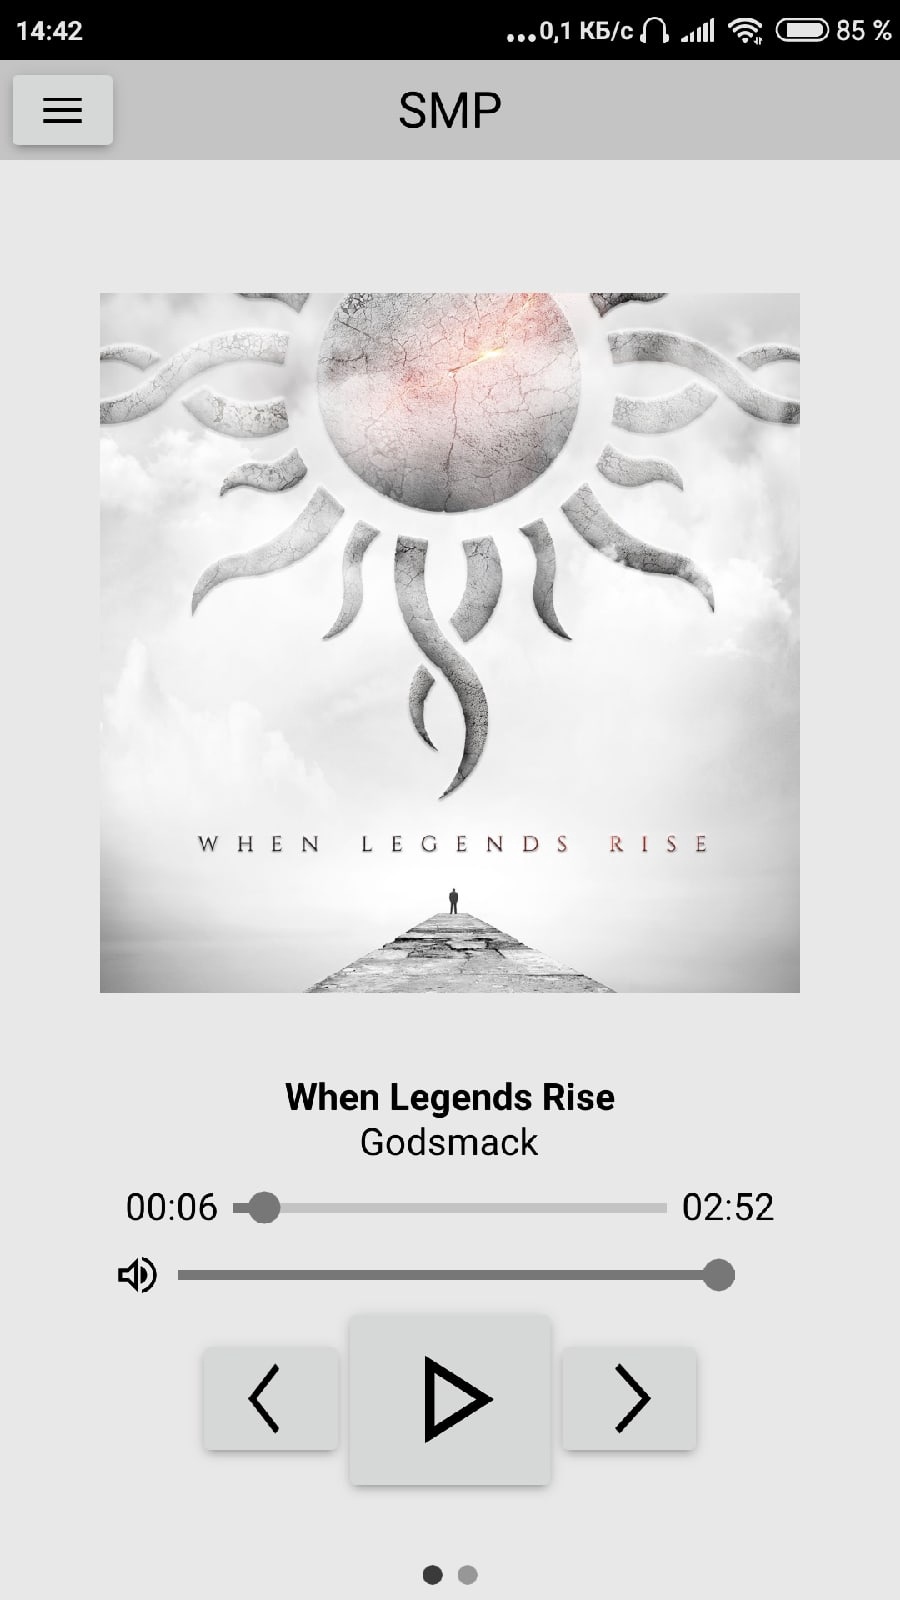 14:42 ...0,1 КБ/с 85 %
SMP
WHEN LEGENDS RISE
When Legends Rise
Godsmack
00:06 02:52